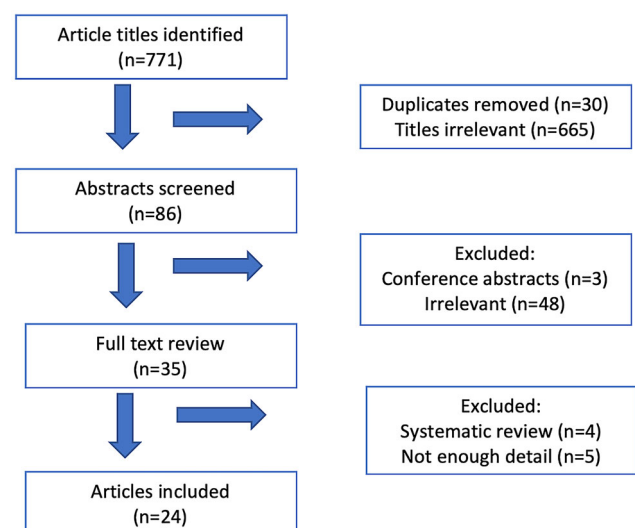 Article titles identified
(n=771)
Duplicates removed (n=30)
Titles irrelevant (n=665)
Abstracts screened
(n=86)
Excluded:
Conference abstracts (n=3)
Irrelevant (n=48)
Full text review
(n=35)
Excluded:
Systematic review (n=4)
Not enough detail (n=5)
Articles included
(n=24)